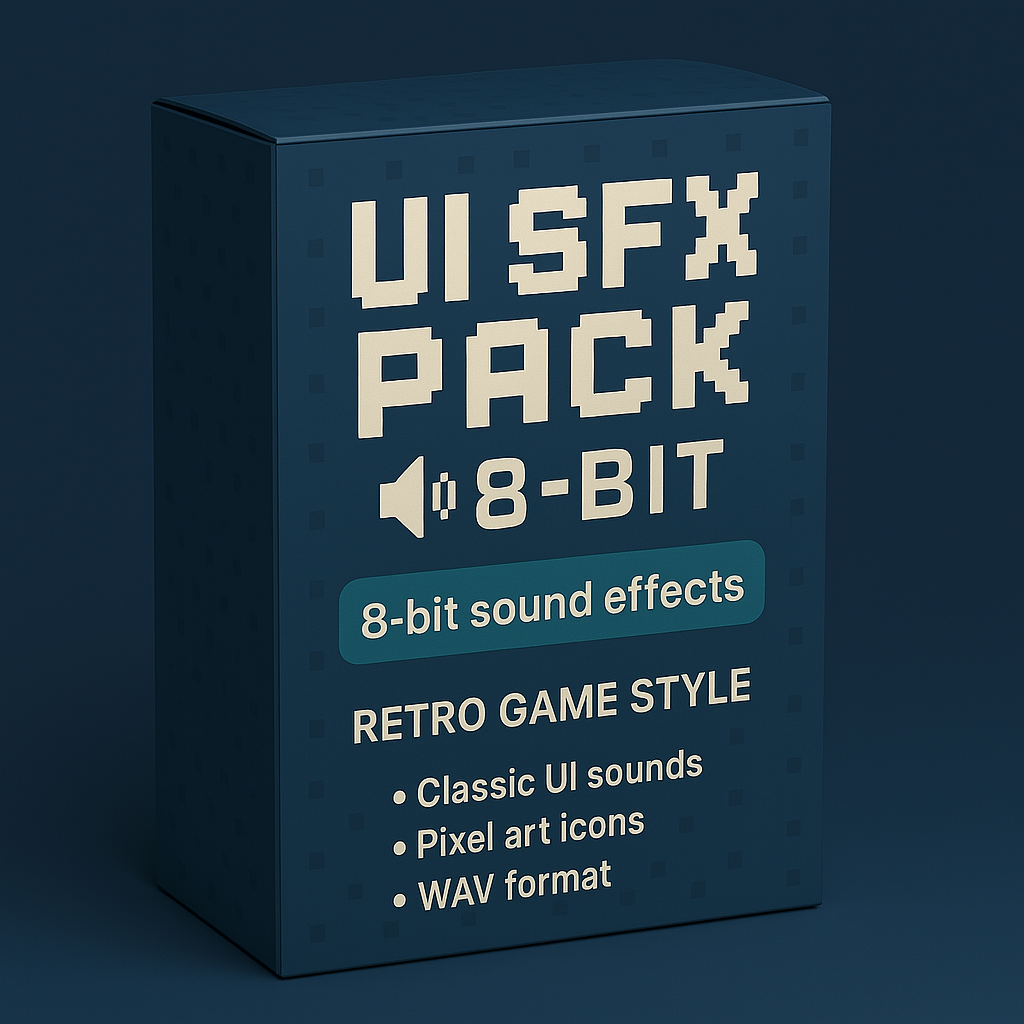 UI SFX
PACK
8-BIT
8-bit sound effects
RETRO GAME STYLE
• Classic UI sounds
• Pixel art icons
• WAV format